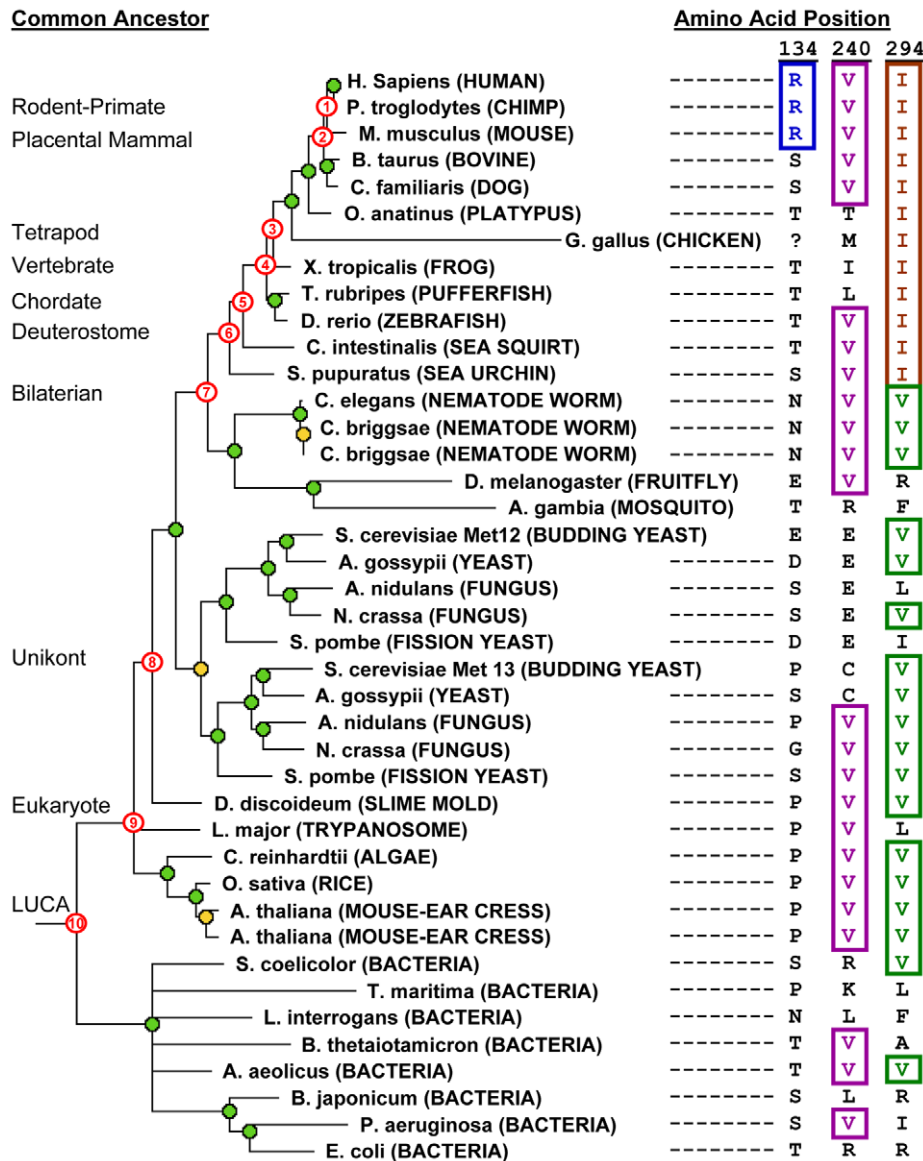 Common Ancestor Amino Acid Position
134 240 294
H. Sapiens (HUMAN) R V I
Rodent-Primate 1 P. troglodytes (CHIMP) R V I
Placental Mammal 2 M. musculus (MOUSE) R V I
B. taurus (BOVINE) S V I
C. familiaris (DOG) S V I
O. anatinus (PLATYPUS) T T I
Tetrapod 3 G. gallus (CHICKEN) ? M I
Vertebrate 4 X. tropicalis (FROG) T I I
Chordate 5 T. rubripes (PUFFERFISH) T L I
Deuterostome 6 D. rerio (ZEBRAFISH) T V I
C. intestinalis (SEA SQUIRT) T V I
S. pupuratus (SEA URCHIN) S V I
Bilaterian 7 C. elegans (NEMATODE WORM) N V V
C. briggsae (NEMATODE WORM) N V V
C. briggsae (NEMATODE WORM) N V V
D. melanogaster (FRUITFLY) E V R
A. gambia (MOSQUITO) T R F
S. cerevisiae Met12 (BUDDING YEAST) E E V
A. gossypii (YEAST) D E V
A. nidulans (FUNGUS) S E L
N. crassa (FUNGUS) S E V
S. pombe (FISSION YEAST) D E I
Unikont 8 S. cerevisiae Met 13 (BUDDING YEAST) P C V
A. gossypii (YEAST) S C V
A. nidulans (FUNGUS) P V V
N. crassa (FUNGUS) G V V
S. pombe (FISSION YEAST) S V V
Eukaryote 9 D. discoideum (SLIME MOLD) P V V
L. major (TRYPANOSOME) P V L
C. reinhardtii (ALGAE) P V V
O. sativa (RICE) P V V
LUCA 10 A. thaliana (MOUSE-EAR CRESS) P V V
A. thaliana (MOUSE-EAR CRESS) P V V
S. coelicolor (BACTERIA) S R V
T. maritima (BACTERIA) P K L
L. interrogans (BACTERIA) N L F
B. thetaiotamicron (BACTERIA) T V A
A. aeolicus (BACTERIA) T V V
B. japonicum (BACTERIA) S L R
P. aeruginosa (BACTERIA) S V I
E. coli (BACTERIA) T R R